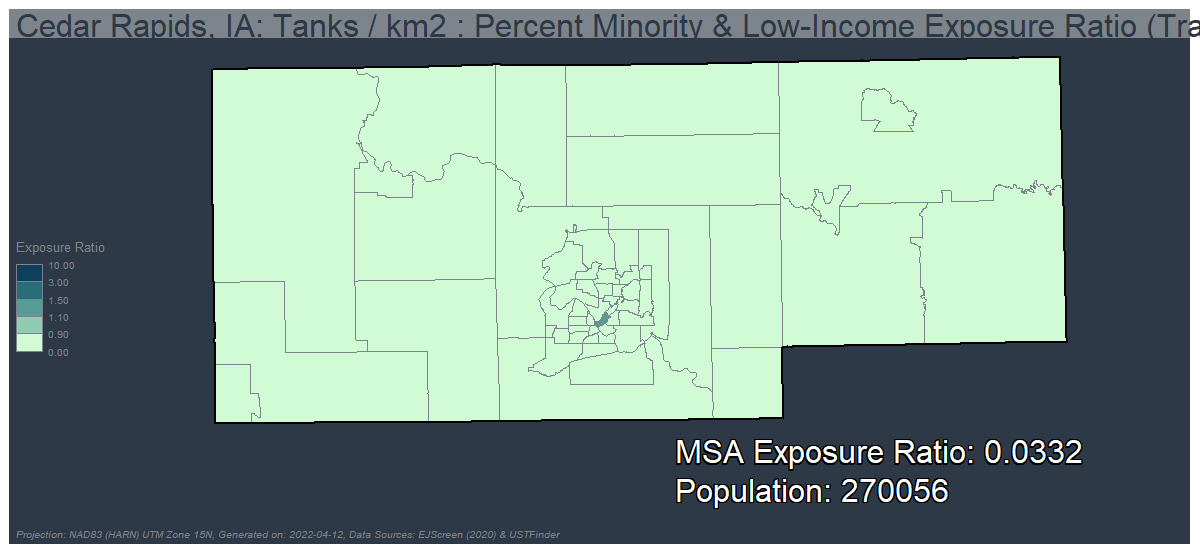 Cedar Rapids, IA: Tanks / km2 : Percent Minority & Low-Income Exposure Ratio (Tra
Exposure Ratio
10.00
3.00
1.50
1.10
0.90
0.00
MSA Exposure Ratio: 0.0332
Population: 270056
Projection: NAD83 (HARN) UTM Zone 15N, Generated on: 2022-04-12, Data Sources: EJScreen (2020) & USTFinder